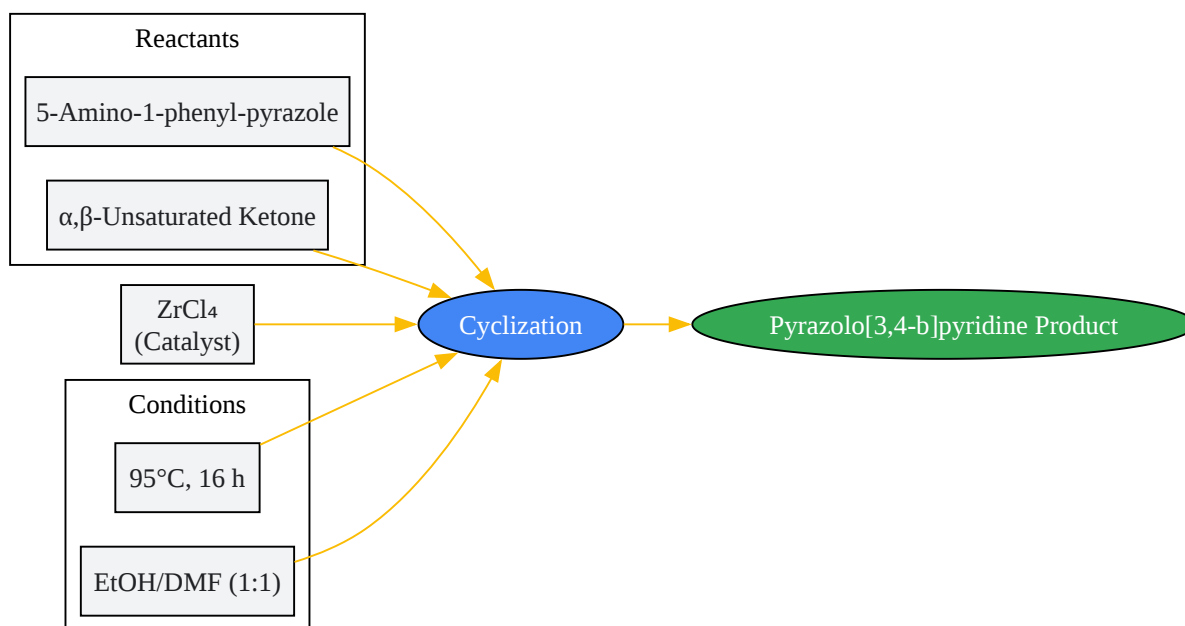 Reactants
5-Amino-1-phenyl-pyrazole
α,β-Unsaturated Ketone
ZrCl₄
(Catalyst)
Cyclization
Pyrazolo[3,4-b]pyridine Product
Conditions
95°C, 16 h
EtOH/DMF (1:1)